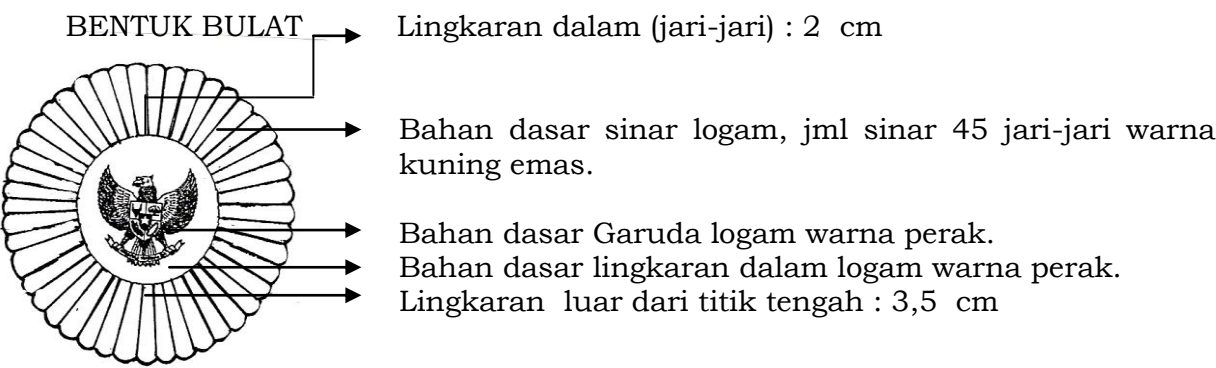 BENTUK BULAT
Lingkaran dalam (jari-jari) : 2 cm
Bahan dasar sinar logam, jml sinar 45 jari-jari warna
kuning emas.
Bahan dasar Garuda logam warna perak.
Bahan dasar lingkaran dalam logam warna perak.
Lingkaran luar dari titik tengah : 3,5 cm